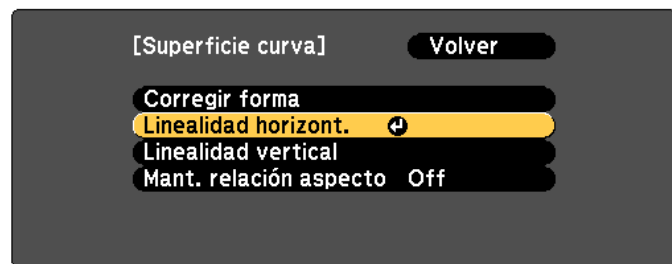 [Superficie curva] Volver
Corregir forma
Linealidad horizont.
Linealidad vertical
Mant. relación aspecto Off